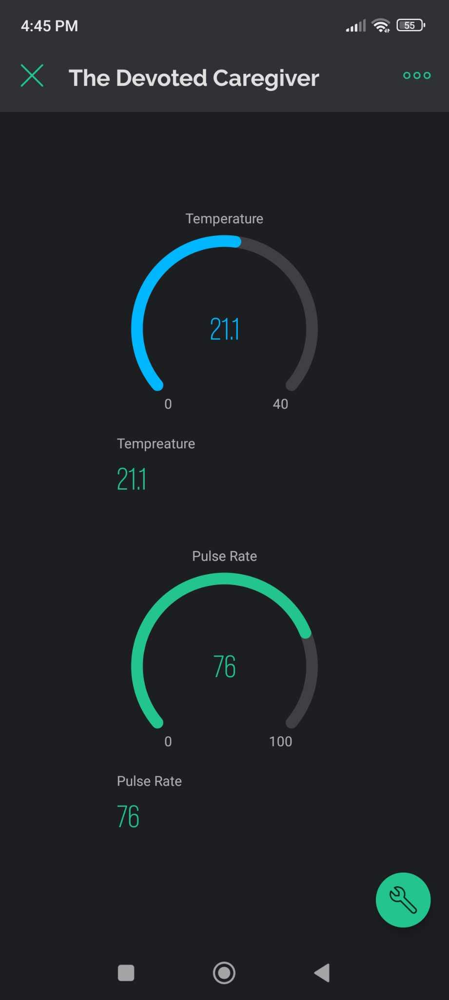 4:45 PM
55
The Devoted Caregiver
Temperature
21.1
0 40
Tempreature
21.1
Pulse Rate
76
0 100
Pulse Rate
76